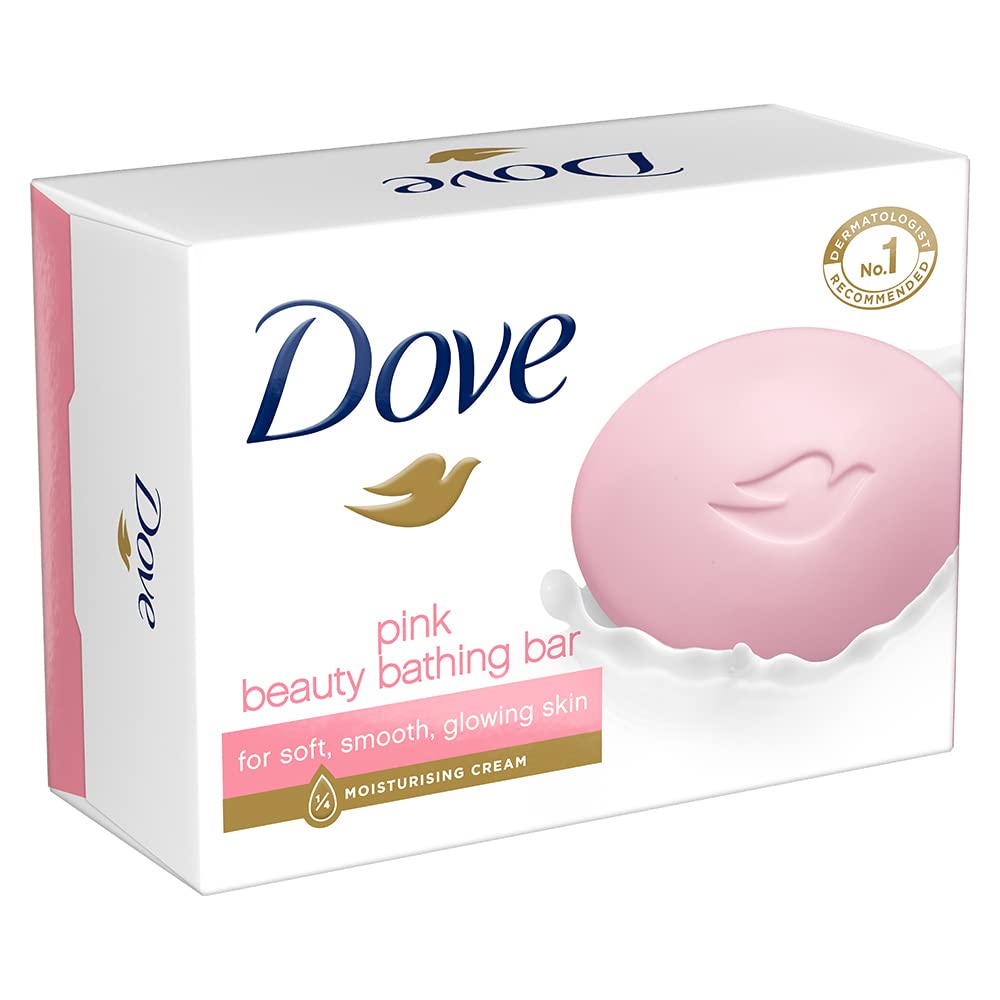 Dove
DERMATOLOGIST
No.1
RECOMMENDED
Dove
Dove
pink
beauty bathing bar
for soft, smooth, glowing skin
1/4 MOISTURISING CREAM